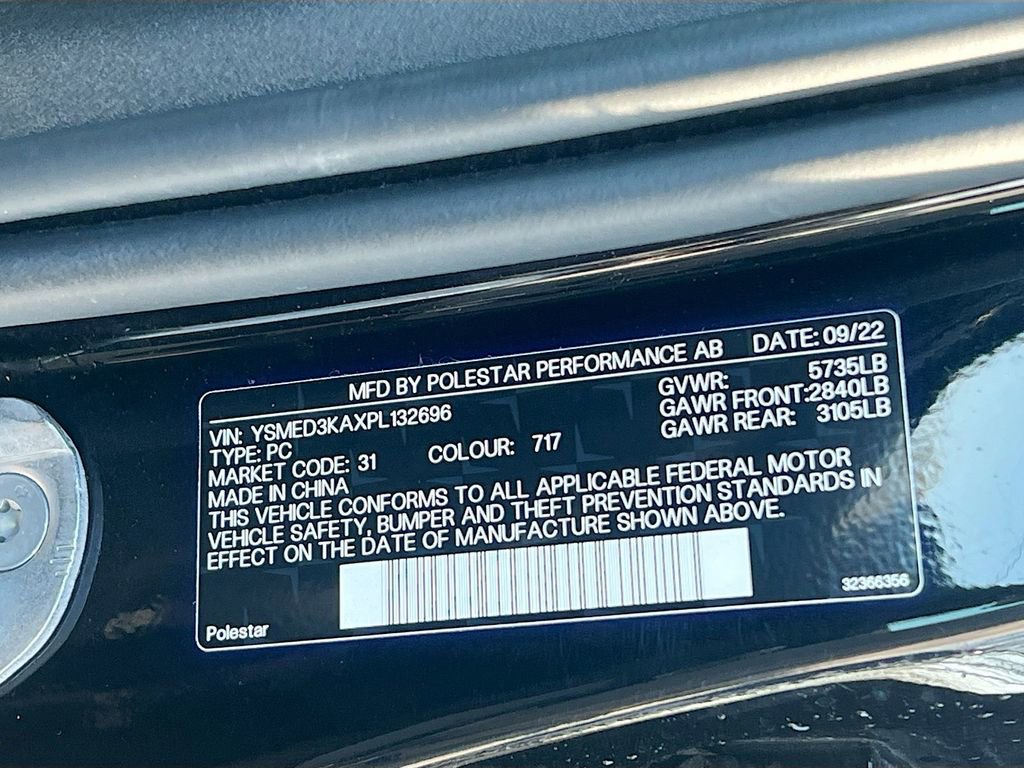 MFD BY POLESTAR PERFORMANCE AB DATE: 09/22
VIN: YSMED3KAXPL132696 GVWR: 5735LB
TYPE: PC GAWR FRONT:2840LB
MARKET CODE: 31 COLOUR: 717 GAWR REAR: 3105LB
MADE IN CHINA
THIS VEHICLE CONFORMS TO ALL APPLICABLE FEDERAL MOTOR
VEHICLE SAFETY, BUMPER AND THEFT PREVENTION STANDARDS IN
EFFECT ON THE DATE OF MANUFACTURE SHOWN ABOVE.
Polestar 32366356